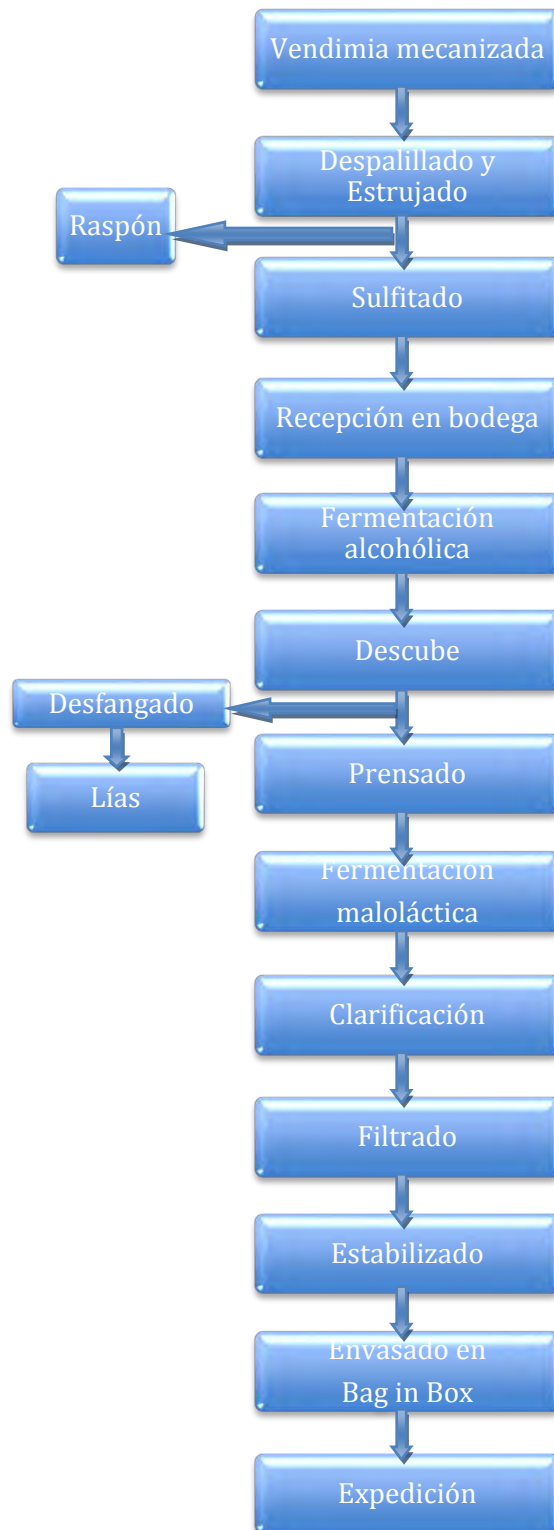 Vendimia mecanizada
Despalillado y
Estrujado
Raspón
Sulfitado
Recepción en bodega
Fermentación
alcohólica
Descube
Desfangado
Prensado
Lías
Fermentación
maloláctica
Clarificación
Filtrado
Estabilizado
Envasado en
Bag in Box
Expedición